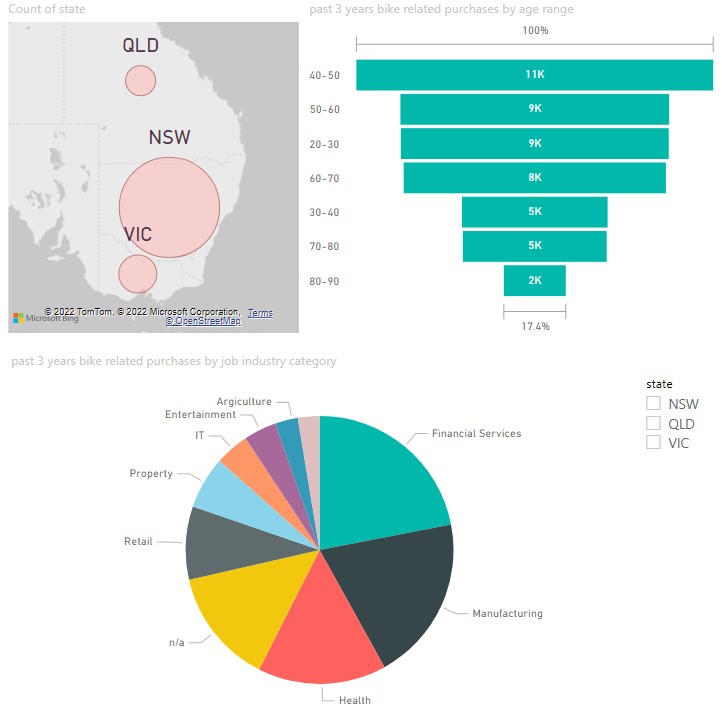 Count of state
QLD
NSW
VIC
© 2022 TomTom, © 2022 Microsoft Corporation, Terms
Microsoft Bing
© OpenStreetMap
past 3 years bike related purchases by age range
100%
40-50 11K
50-60 9K
20-30 9K
60-70 8K
30-40 5K
70-80 5K
80-90 2K
17.4%
past 3 years bike related purchases by job industry category
Argiculture
Entertainment
IT
Property
Retail
n/a
Health
Manufacturing
Financial Services
state
NSW
QLD
VIC